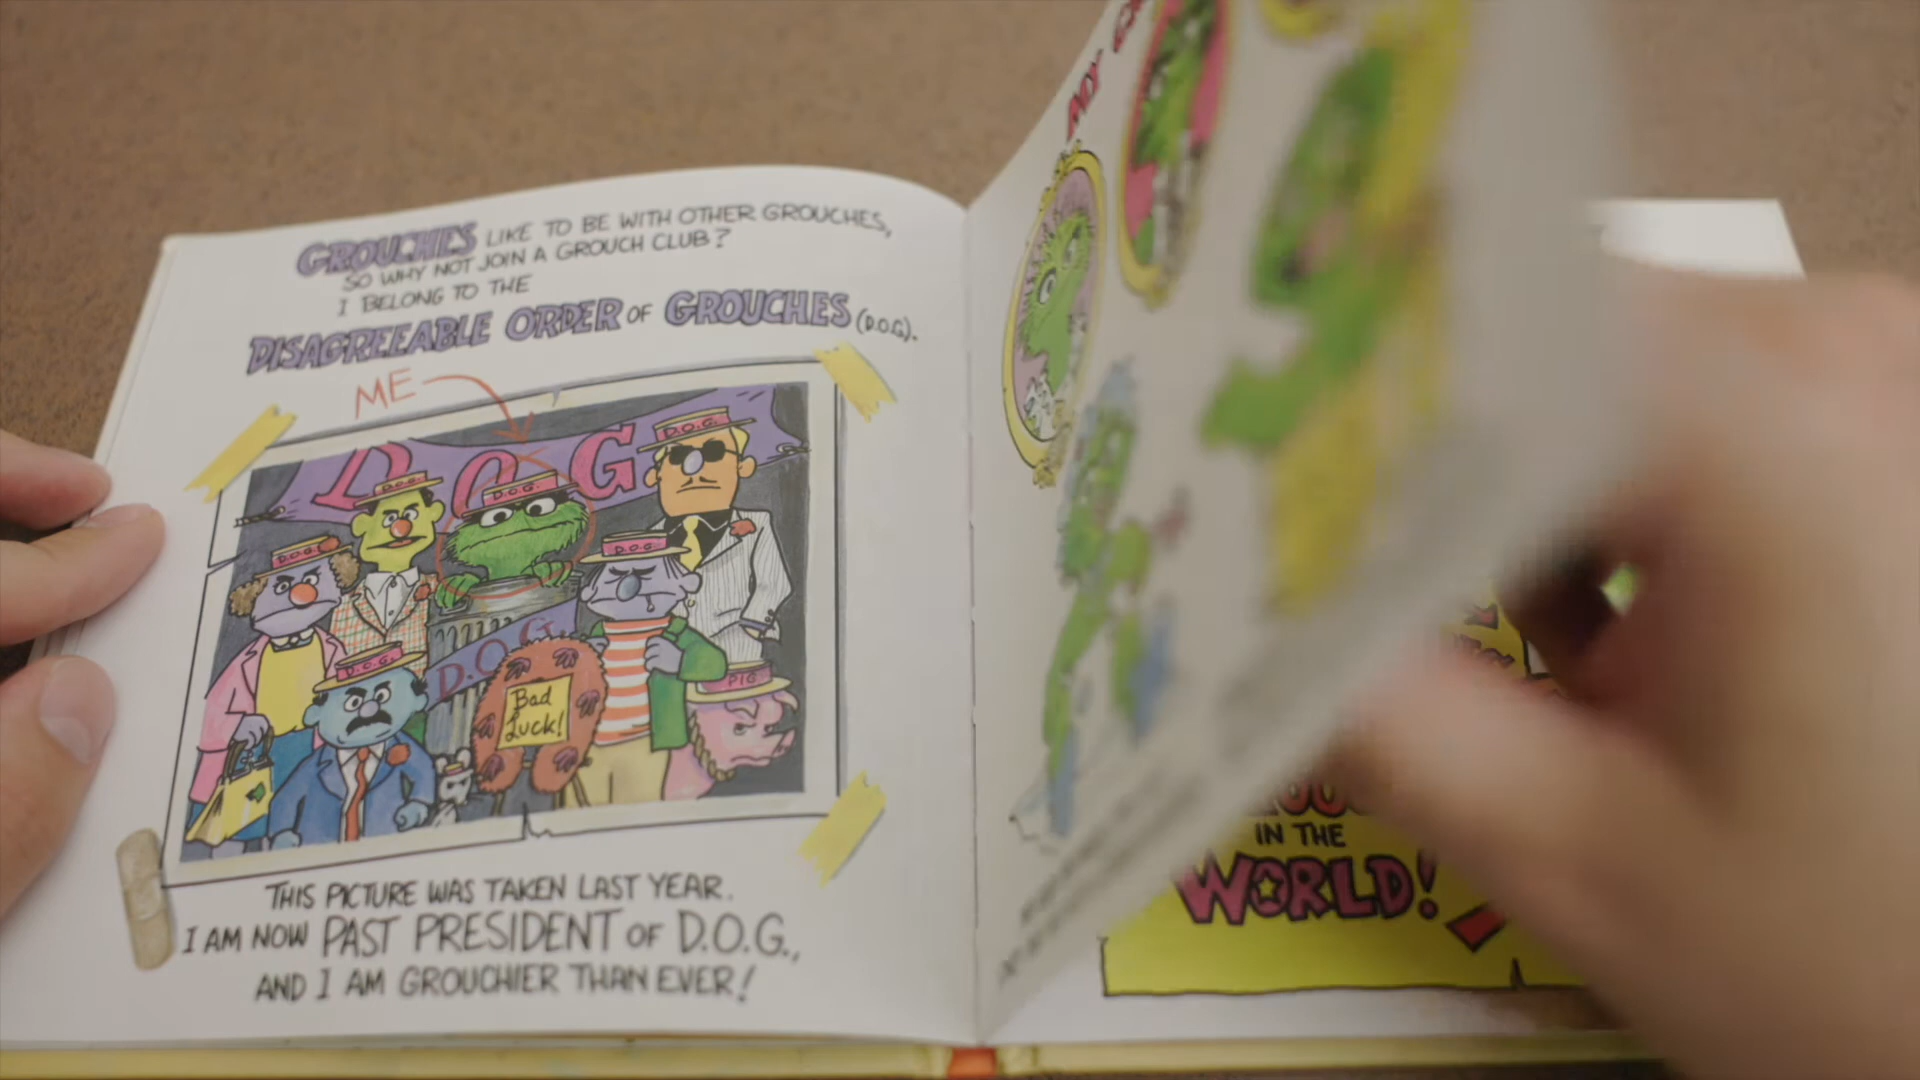 GROUCHES LIKE TO BE WITH OTHER GROUCHES,
SO WHY NOT JOIN A GROUCH CLUB?
I BELONG TO THE
DISAGREEABLE ORDER OF GROUCHES (D.O.G.).
ME
D.O.G.
D.O.G.
D.O.G.
D.O.G.
D.O.G.
D.O.G.
D.O.G.
D.O.G.
PIG
Bad
Luck!
THIS PICTURE WAS TAKEN LAST YEAR.
I AM NOW PAST PRESIDENT OF D.O.G.,
AND I AM GROUCHIER THAN EVER!
MY
IN THE
WORLD!